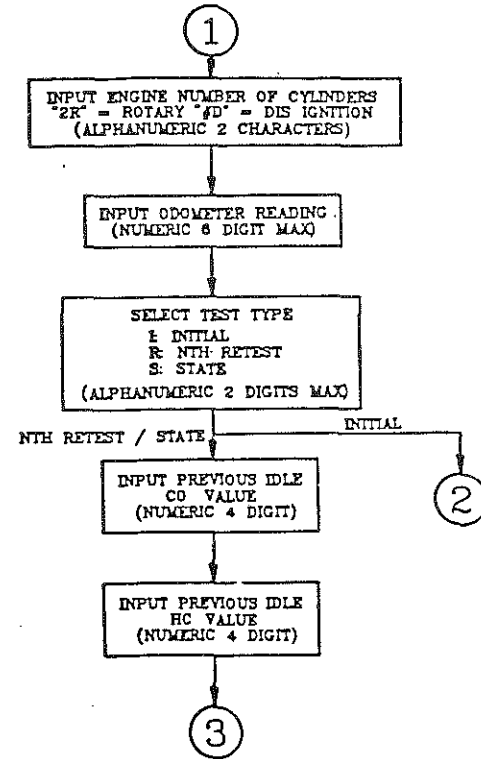 1
INPUT ENGINE NUMBER OF CYLINDERS
"2R" = ROTARY "#D" = DIS IGNITION
(ALPHANUMERIC 2 CHARACTERS)
INPUT ODOMETER READING
(NUMERIC 6 DIGIT MAX)
SELECT TEST TYPE
I: INITIAL
R: NTH-RETEST
S: STATE
(ALPHANUMERIC 2 DIGITS MAX)
NTH RETEST / STATE
INITIAL
2
INPUT PREVIOUS IDLE
CO VALUE
(NUMERIC 4 DIGIT)
INPUT PREVIOUS IDLE
HC VALUE
(NUMERIC 4 DIGIT)
3